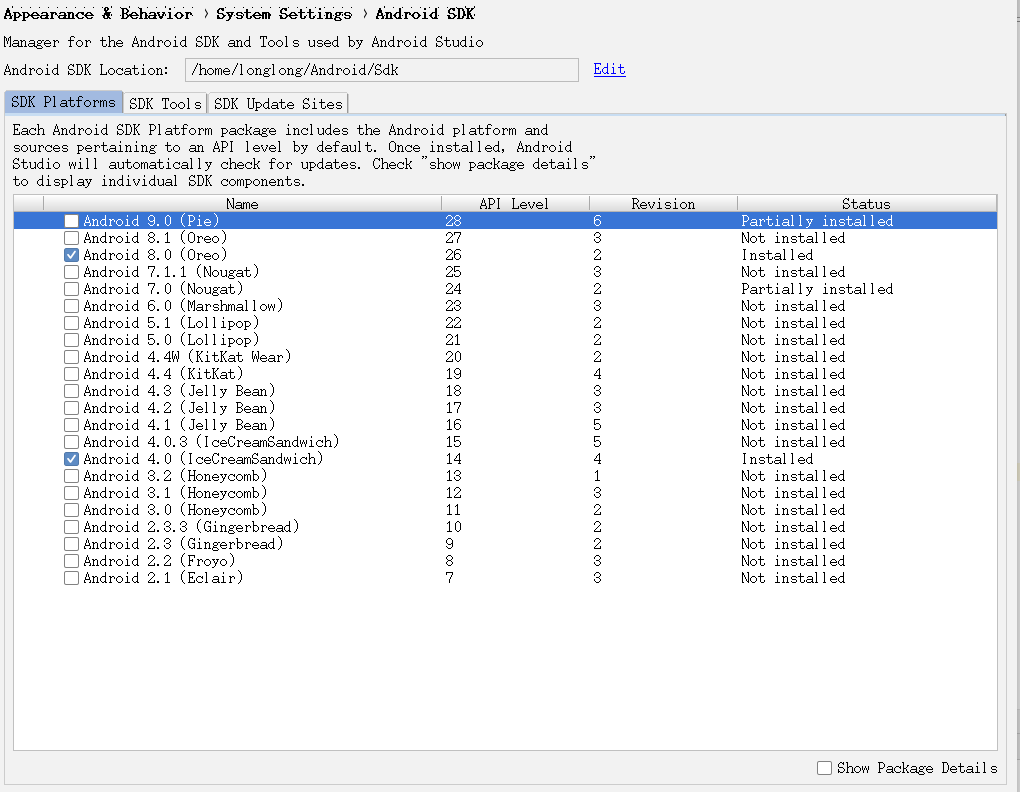 Appearance & Behavior › System Settings › Android SDK
Manager for the Android SDK and Tools used by Android Studio
Android SDK Location: /home/longlong/Android/Sdk Edit
SDK Platforms SDK Tools SDK Update Sites
Each Android SDK Platform package includes the Android platform and
sources pertaining to an API level by default. Once installed, Android
Studio will automatically check for updates. Check "show package details"
to display individual SDK components.
Name API Level Revision Status
Android 9.0 (Pie) 28 6 Partially installed
Android 8.1 (Oreo) 27 3 Not installed
Android 8.0 (Oreo) 26 2 Installed
Android 7.1.1 (Nougat) 25 3 Not installed
Android 7.0 (Nougat) 24 2 Partially installed
Android 6.0 (Marshmallow) 23 3 Not installed
Android 5.1 (Lollipop) 22 2 Not installed
Android 5.0 (Lollipop) 21 2 Not installed
Android 4.4W (KitKat Wear) 20 2 Not installed
Android 4.4 (KitKat) 19 4 Not installed
Android 4.3 (Jelly Bean) 18 3 Not installed
Android 4.2 (Jelly Bean) 17 3 Not installed
Android 4.1 (Jelly Bean) 16 5 Not installed
Android 4.0.3 (IceCreamSandwich) 15 5 Not installed
Android 4.0 (IceCreamSandwich) 14 4 Installed
Android 3.2 (Honeycomb) 13 1 Not installed
Android 3.1 (Honeycomb) 12 3 Not installed
Android 3.0 (Honeycomb) 11 2 Not installed
Android 2.3.3 (Gingerbread) 10 2 Not installed
Android 2.3 (Gingerbread) 9 2 Not installed
Android 2.2 (Froyo) 8 3 Not installed
Android 2.1 (Eclair) 7 3 Not installed
Show Package Details